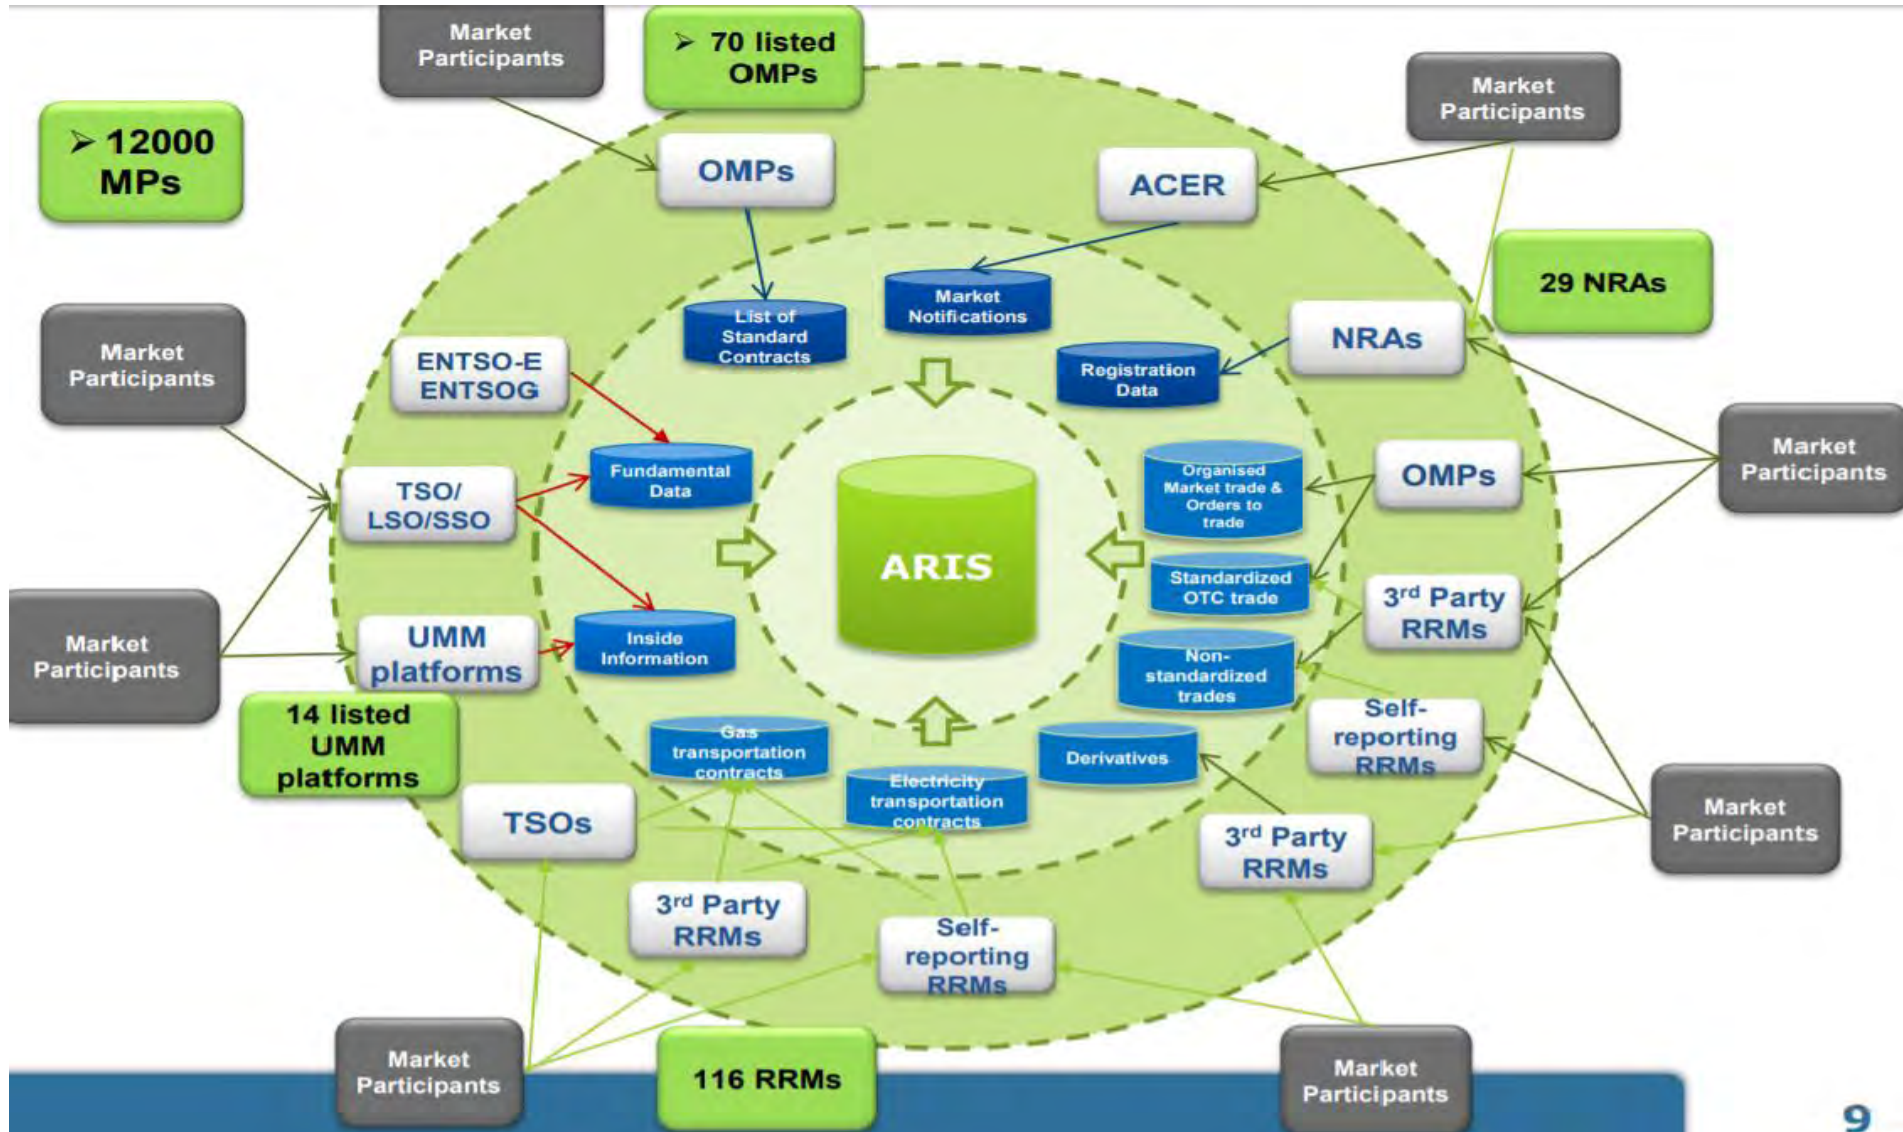 Market
Participants
➢ 70 listed
OMPs
Market
Participants
➢ 12000
MPs
OMPs
ACER
29 NRAs
Market
Participants
List of
Standard
Contracts
Market
Notifications
NRAs
Registration
Data
ENTSO-E
ENTSOG
Market
Participants
Fundamental
Data
Organised
Market trade &
Orders to
trade
OMPs
TSO/
LSO/SSO
ARIS
Standardized
OTC trade
3rd Party
RRMs
Market
Participants
UMM
platforms
Inside
Information
Non-
standardized
trades
14 listed
UMM
platforms
Gas
transportation
contracts
Electricity
transportation
contracts
Derivatives
Self-
reporting
RRMs
Market
Participants
TSOs
3rd Party
RRMs
3rd Party
RRMs
Self-
reporting
RRMs
Market
Participants
116 RRMs
Market
Participants
9